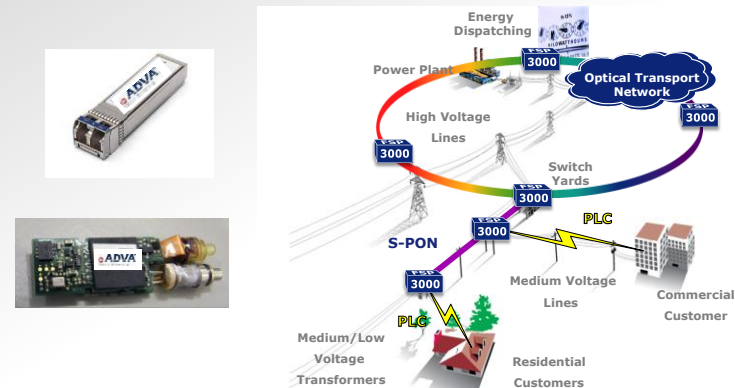 ADVA
ADVA
Energy
Dispatching
KILOWATTHOURS
FSP
3000
Power Plant
Optical Transport
Network
FSP
3000
High Voltage
Lines
FSP
3000
Switch
Yards
FSP
3000
PLC
FSP
3000
S-PON
FSP
3000
Medium Voltage
Lines
Commercial
Customer
PLC
Medium/Low
Voltage
Transformers
Residential
Customers